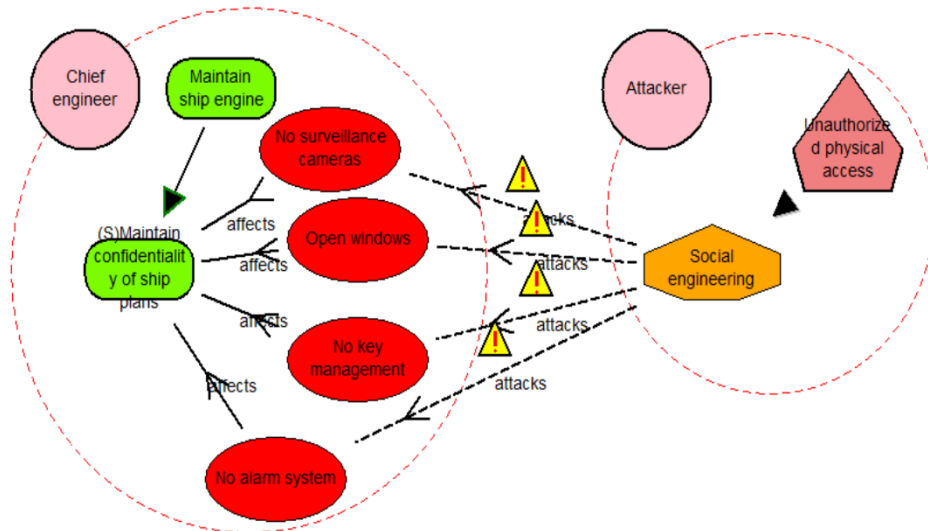 Chief
engineer
Maintain
ship engine
No surveillance
cameras
affects
Open windows
affects
(S)Maintain
confidentialit
y of ship
plans
affects
No key
management
affects
No alarm system
Attacker
Unauthorize
d physical
access
attacks
attacks
attacks
attacks
Social
engineering